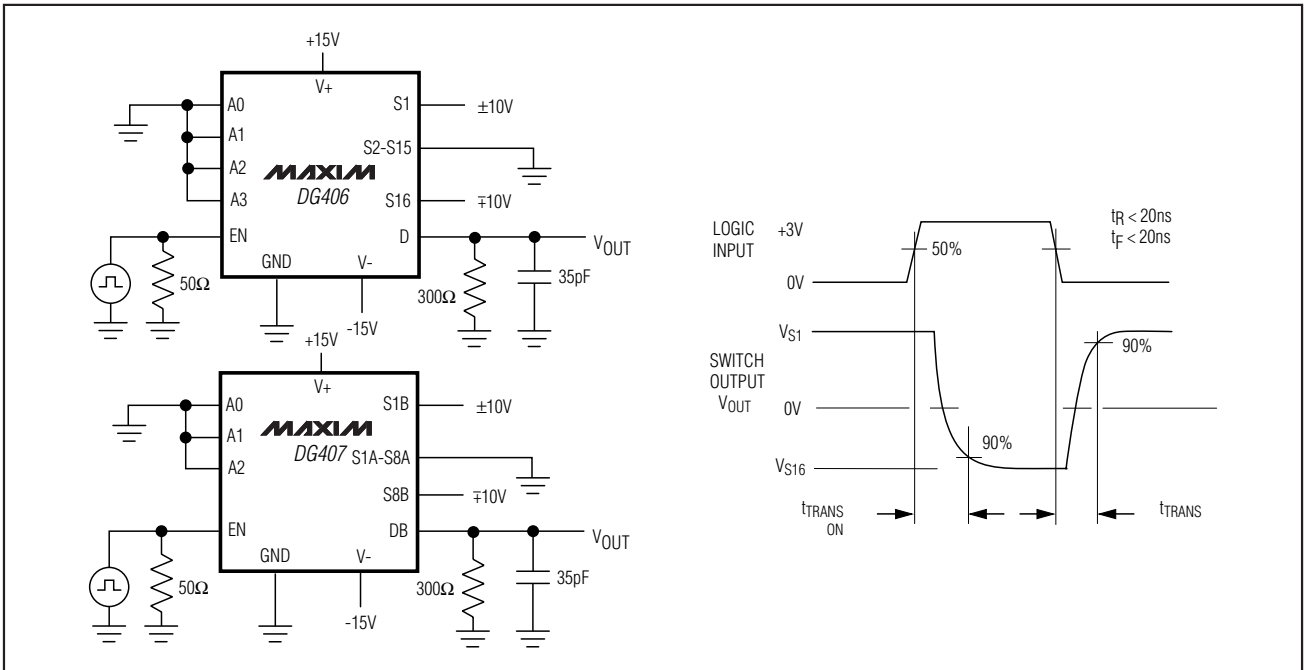 +15V
V+
A0
S1
±10V
A1
S2-S15
A2
MAXIM
DG406
A3
S16
∓10V
EN
D
VOUT
GND
V-
50Ω
300Ω
35pF
-15V
+15V
V+
A0
S1B
±10V
A1
MAXIM
DG407
S1A-S8A
A2
S8B
∓10V
EN
DB
VOUT
GND
V-
50Ω
300Ω
35pF
-15V
LOGIC
INPUT
+3V
50%
tR < 20ns
tF < 20ns
0V
VS1
90%
SWITCH
OUTPUT
VOUT
0V
90%
VS16
tTRANS
ON
tTRANS